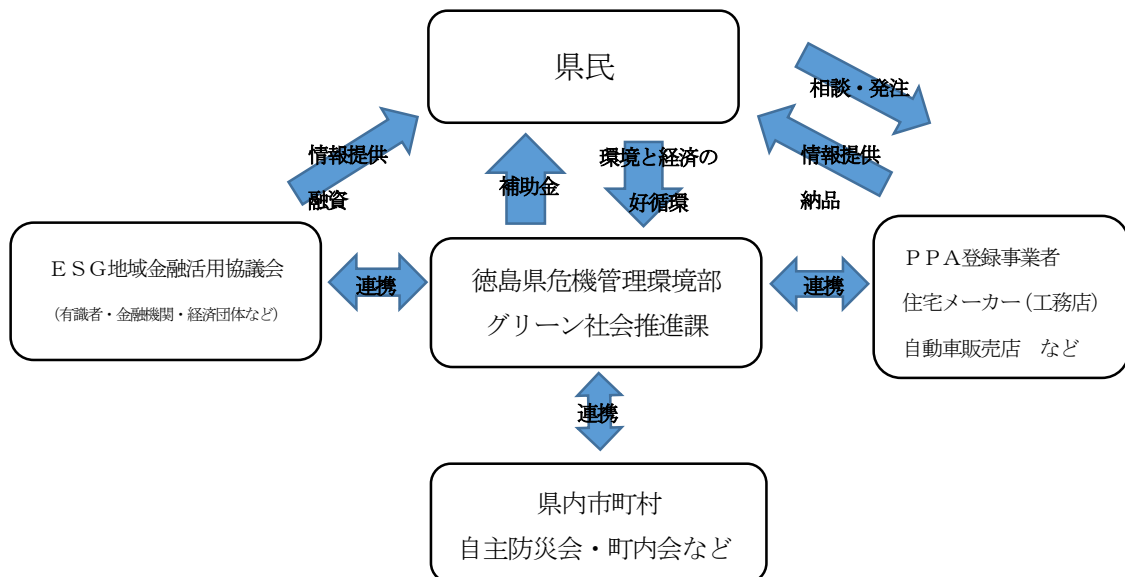 県民
相談・発注
情報提供
融資
補助金
環境と経済の
好循環
情報提供
納品
ＥＳＧ地域金融活用協議会
（有識者・金融機関・経済団体など）
連携
徳島県危機管理環境部
グリーン社会推進課
連携
ＰＰＡ登録事業者
住宅メーカー（工務店）
自動車販売店　など
連携
県内市町村
自主防災会・町内会など